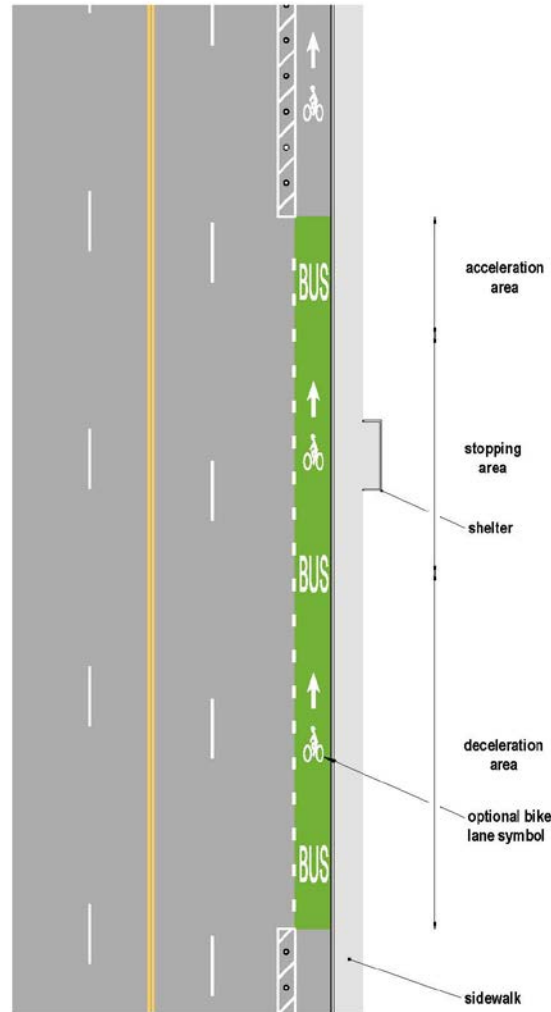 BUS
acceleration
area
stopping
area
shelter
BUS
deceleration
area
optional bike
lane symbol
BUS
sidewalk